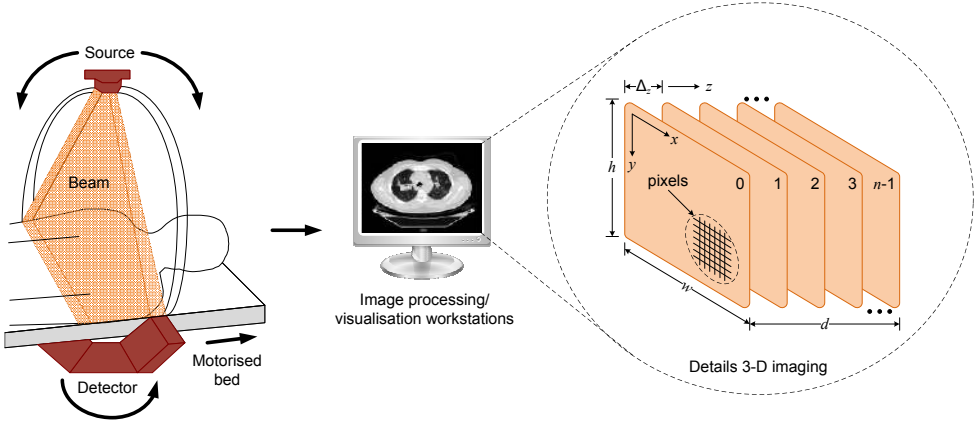 Source
Beam
Motorised
bed
Detector
Image processing/
visualisation workstations
Δz
z
x
y
h
pixels
0
1
2
3
n-1
w
d
Details 3-D imaging